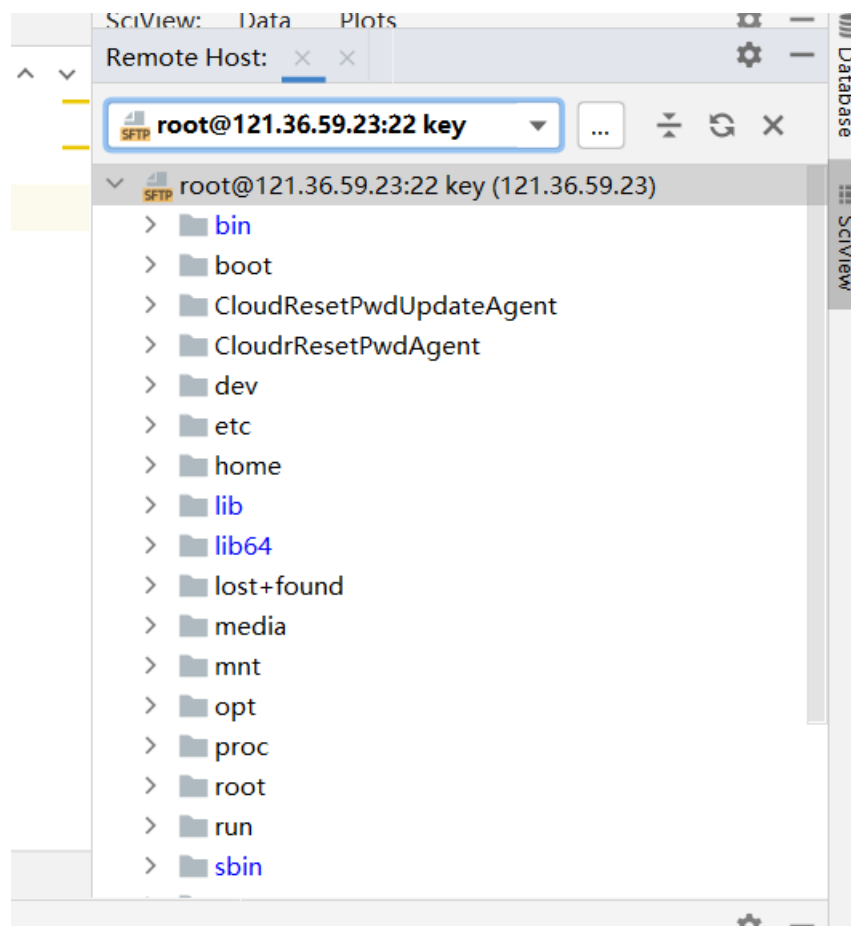 SciView: Data Plots
Remote Host:
SFTP root@121.36.59.23:22 key
...
SFTP root@121.36.59.23:22 key (121.36.59.23)
bin
boot
CloudResetPwdUpdateAgent
CloudrResetPwdAgent
dev
etc
home
lib
lib64
lost+found
media
mnt
opt
proc
root
run
sbin
Database
SciView